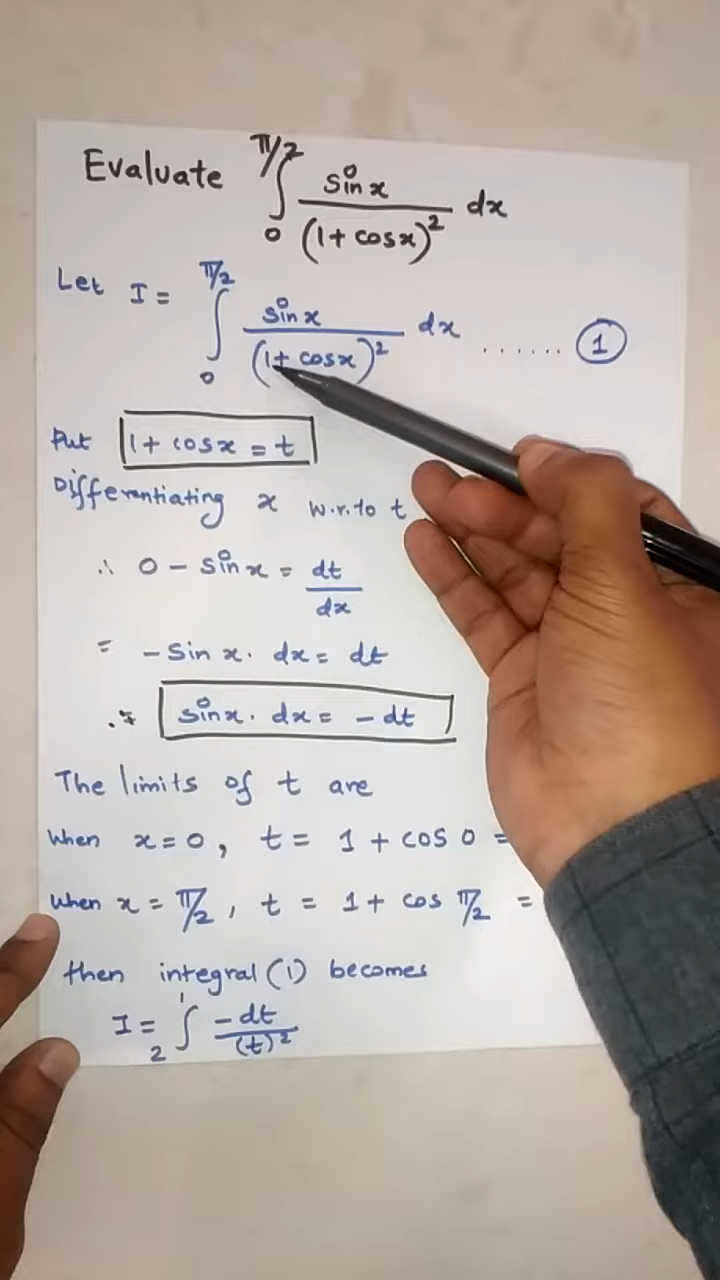 Evaluate ∫₀^{π/2} sin x / (1 + cos x)² dx
Let I = ∫₀^{π/2} sin x / (1 + cos x)² dx ...... ①
Put 1 + cos x = t
Differentiating x w.r.to t
∴ 0 - sin x = dt/dx
= - sin x . dx = dt
∴ sin x . dx = - dt
The limits of t are
When x = 0, t = 1 + cos 0 =
When x = π/2, t = 1 + cos π/2 =
then integral (1) becomes
I = ∫₂¹ -dt / (t)²